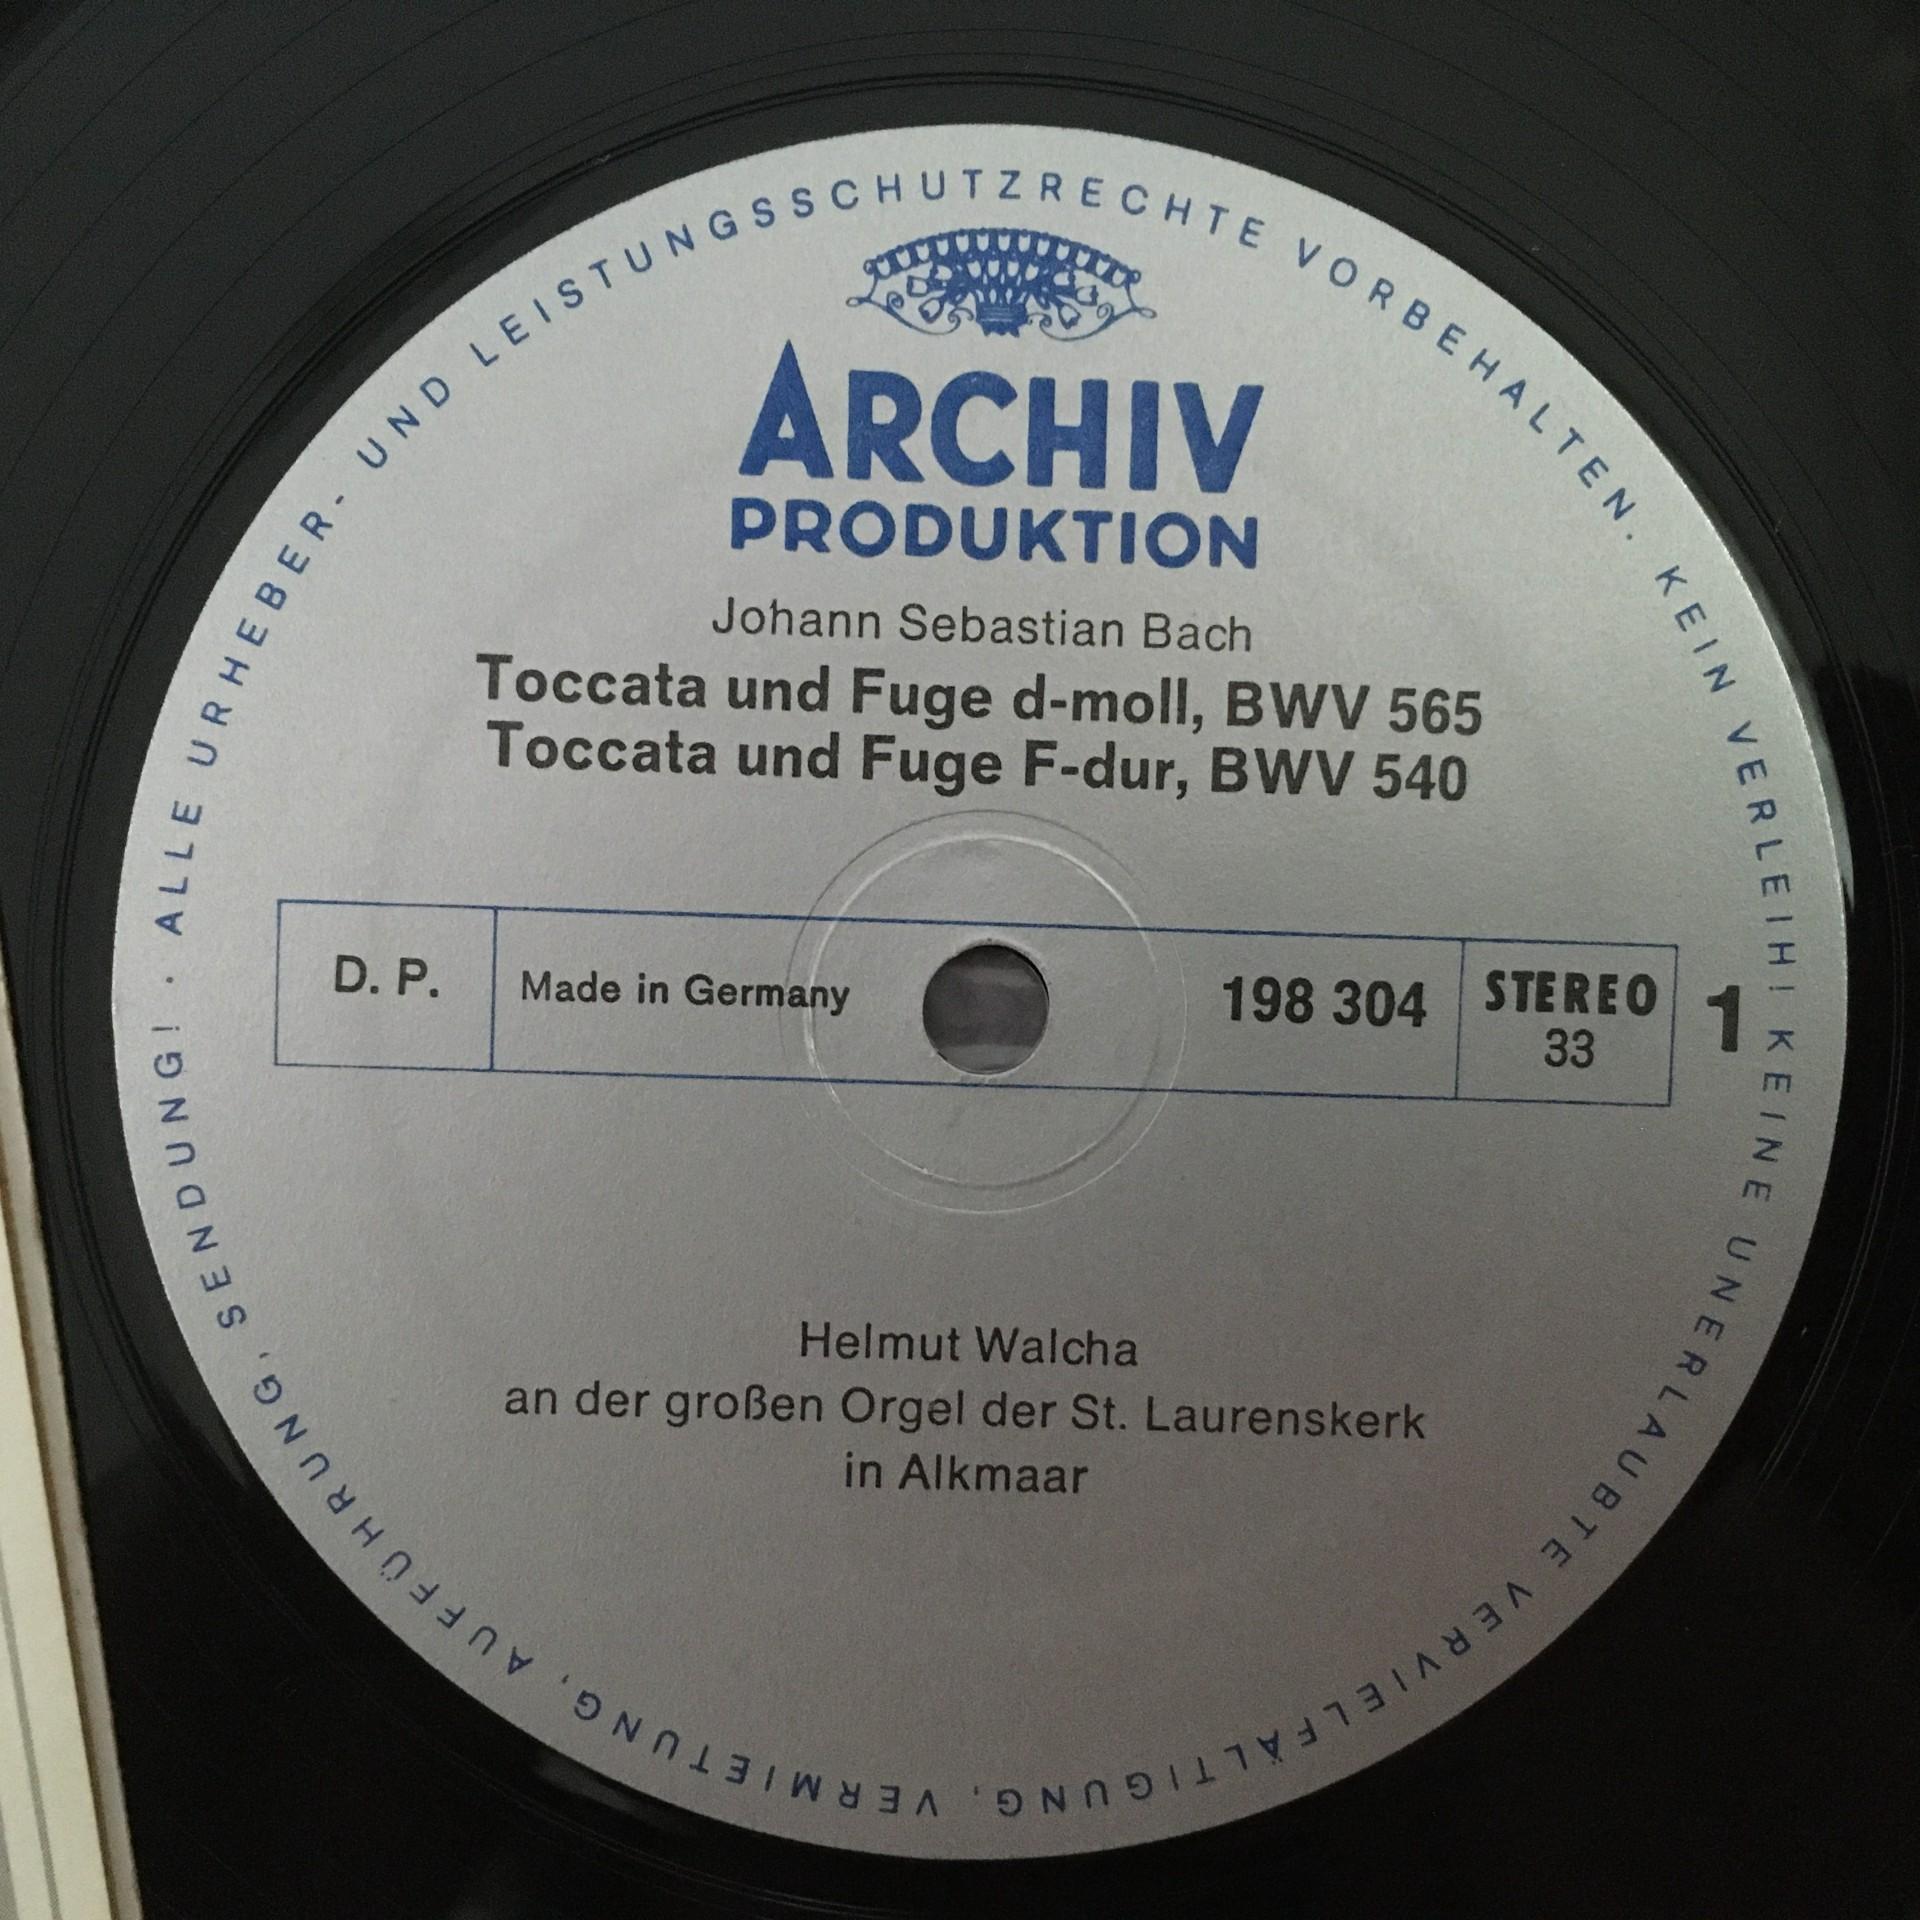 ALLE URHEBER- UND LEISTUNGSSCHUTZRECHTE VORBEHALTEN. KEIN VERLEIH! KEINE UNERLAUBTE VERVIELFÄLTIGUNG, VERMIETUNG, AUFFÜHRUNG, SENDUNG! ·
ARCHIV
PRODUKTION
Johann Sebastian Bach
Toccata und Fuge d-moll, BWV 565
Toccata und Fuge F-dur, BWV 540
D. P.
Made in Germany
198 304
STEREO
33
1
Helmut Walcha
an der großen Orgel der St. Laurenskerk
in Alkmaar